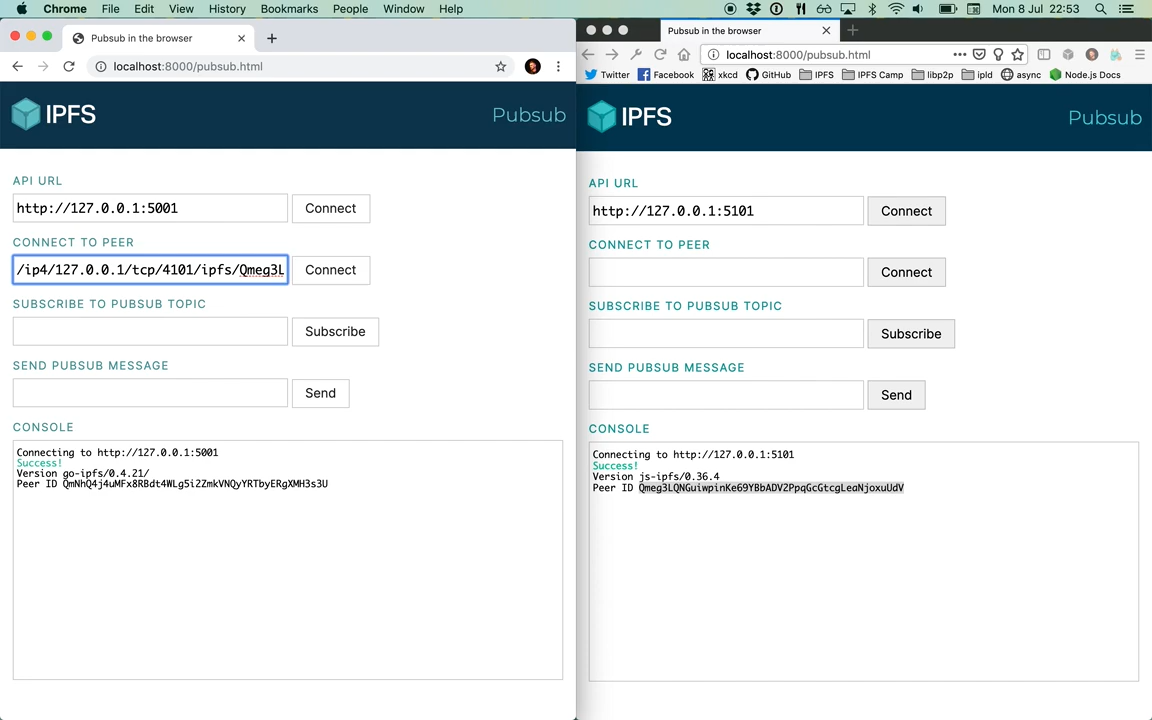 Chrome File Edit View History Bookmarks People Window Help Mon 8 Jul 22:53
Pubsub in the browser
localhost:8000/pubsub.html
IPFS Pubsub
API URL
http://127.0.0.1:5001 Connect
CONNECT TO PEER
/ip4/127.0.0.1/tcp/4101/ipfs/Qmeg3L Connect
SUBSCRIBE TO PUBSUB TOPIC
Subscribe
SEND PUBSUB MESSAGE
Send
CONSOLE
Connecting to http://127.0.0.1:5001
Success!
Version go-ipfs/0.4.21/
Peer ID QmNhQ4j4uMFx8RBdt4WLg5i2ZmkVNQyYRTbyERgXMH3s3U
Pubsub in the browser
localhost:8000/pubsub.html
Twitter Facebook xkcd GitHub IPFS IPFS Camp libp2p ipld async Node.js Docs
IPFS Pubsub
API URL
http://127.0.0.1:5101 Connect
CONNECT TO PEER
Connect
SUBSCRIBE TO PUBSUB TOPIC
Subscribe
SEND PUBSUB MESSAGE
Send
CONSOLE
Connecting to http://127.0.0.1:5101
Success!
Version js-ipfs/0.36.4
Peer ID Qmeg3LQNGuiwpinKe69YBbADV2PpqGcGtcgLeaNjoxuUdV